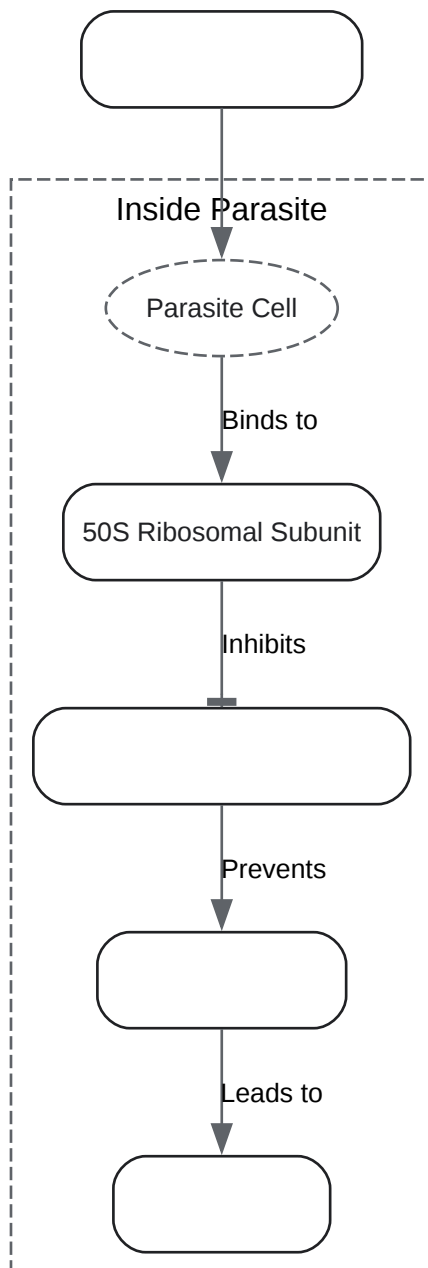 Inside Parasite
Parasite Cell
Binds to
50S Ribosomal Subunit
Inhibits
Prevents
Leads to